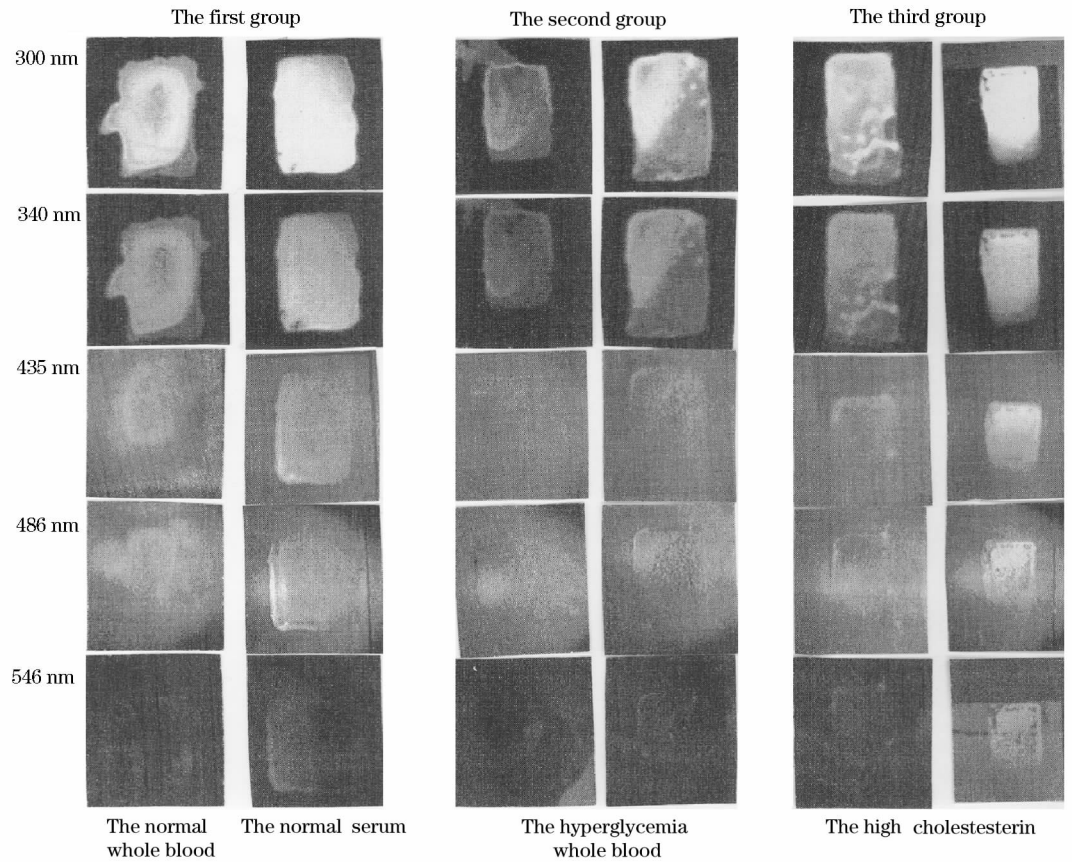 The first group
The second group
The third group
300 nm
340 nm
435 nm
486 nm
546 nm
The normal
whole blood
The normal serum
The hyperglycemia
whole blood
The high cholestesterin